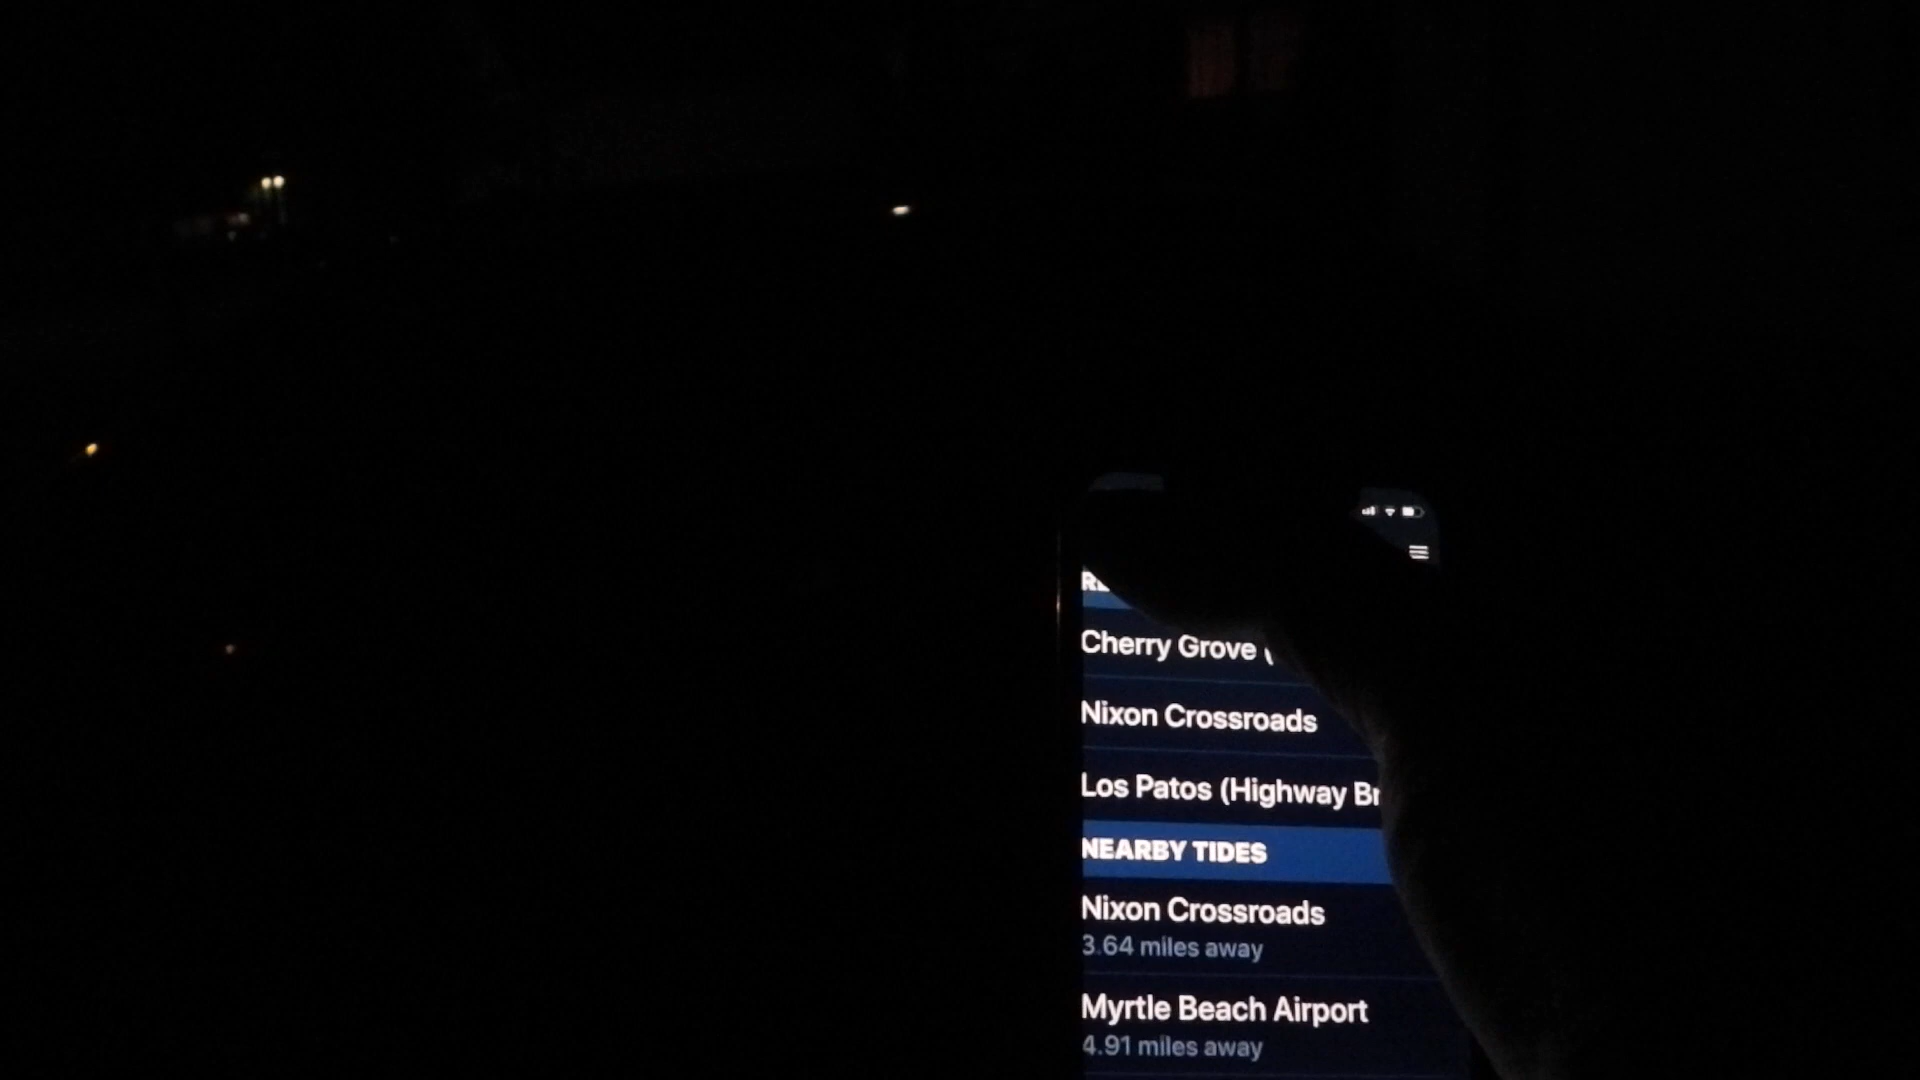 Cherry Grove (
Nixon Crossroads
Los Patos (Highway
NEARBY TIDES
Nixon Crossroads
3.64 miles away
Myrtle Beach Airport
4.91 miles away